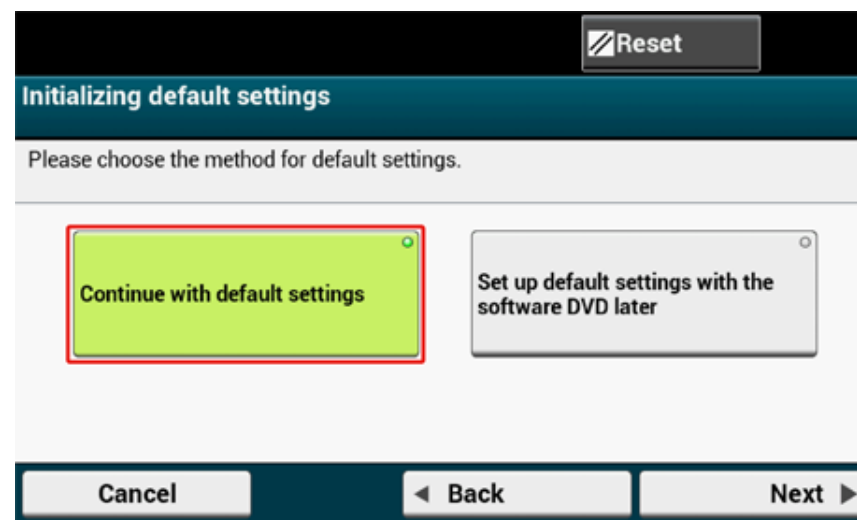 Reset
Initializing default settings
Please choose the method for default settings.
Continue with default settings
Set up default settings with the
software DVD later
Cancel
Back
Next